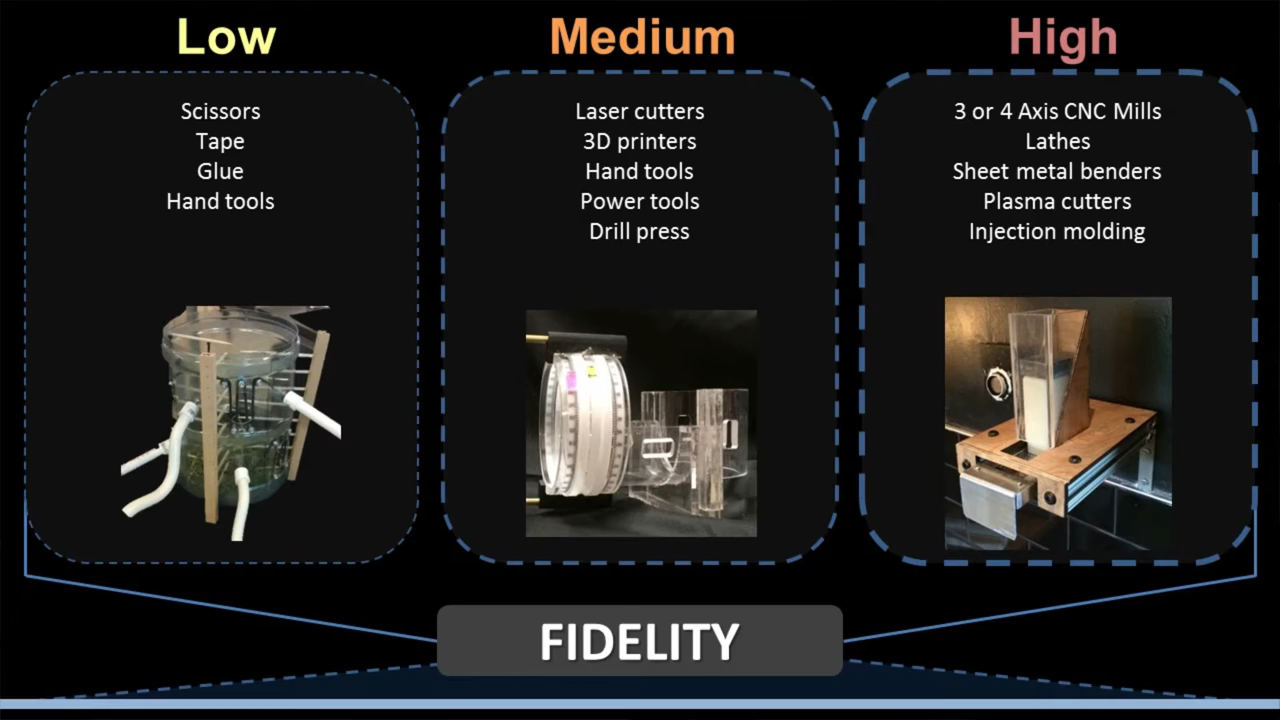 Low
Scissors
Tape
Glue
Hand tools
Medium
Laser cutters
3D printers
Hand tools
Power tools
Drill press
High
3 or 4 Axis CNC Mills
Lathes
Sheet metal benders
Plasma cutters
Injection molding
FIDELITY